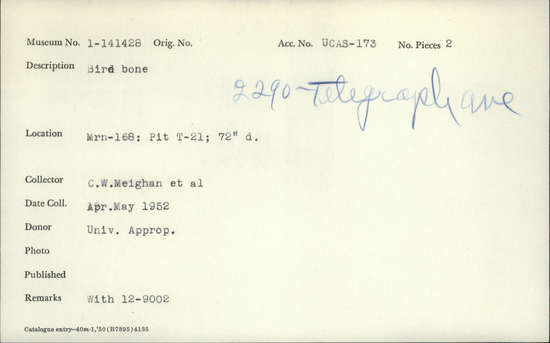 Museum No. 1-141428 Orig. No. Acc. No. UCAS-173 No. Pieces 2
Description Bird bone
2290-Telegraph ave
Location Mrn-168: Pit T-21; 72" d.
Collector C.W.Meighan et al
Date Coll. Apr.May 1952
Donor Univ. Approp.
Photo
Published
Remarks With 12-9002
Catalogue entry—40m-1,'50(B7895)4155